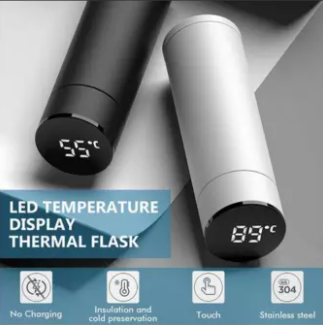 55°C
LED TEMPERATURE
DISPLAY
THERMAL FLASK
89°C
304
No Charging
Insulation and
cold preservation
Touch
Stainless steel